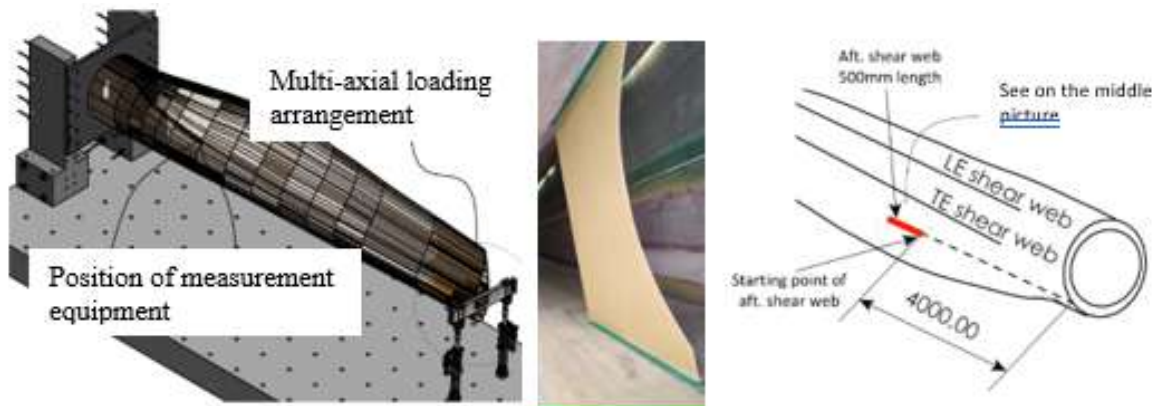 Multi-axial loading
arrangement
Position of measurement
equipment
Aft. shear web
500mm length
See on the middle
picture
LE shear web
TE shear web
Starting point of
aft. shear web
4000.00